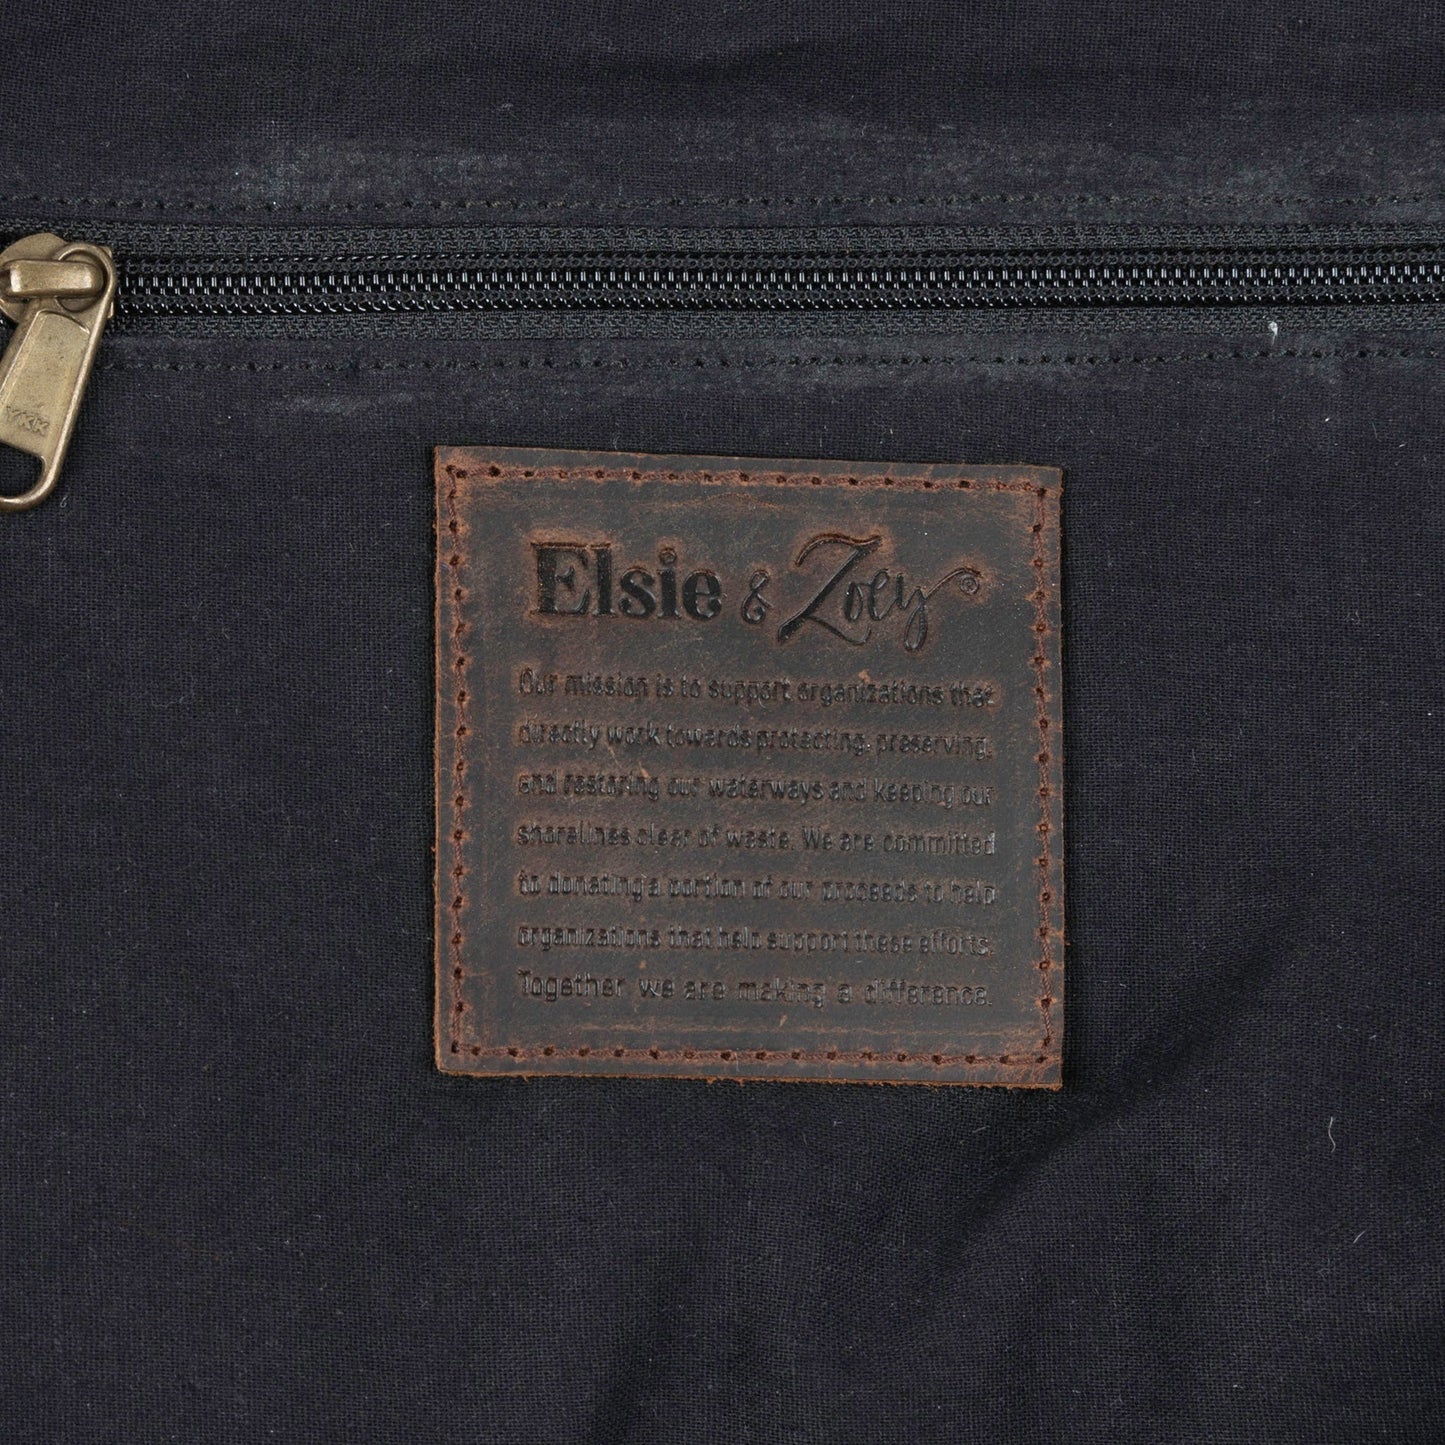 YKK
Elsie & Zoey®
Our mission is to support organizations that
directly work towards protecting, preserving,
and restoring our waterways and keeping our
shorelines clear of waste. We are committed
to donating a portion of our proceeds to help
organizations that help support these efforts.
Together we are making a difference.